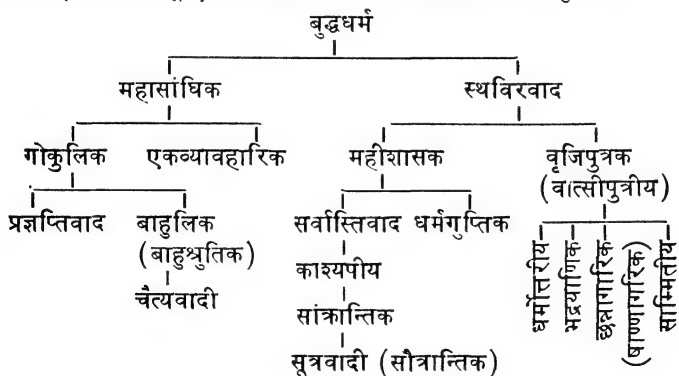 बुद्धधर्म
महासांघिक स्थविरवाद
गोकुलिक एकव्यावहारिक महीशासक वृजिपुत्रक
(वात्सीपुत्रीय)
प्रज्ञप्तिवाद बाहुलिक सर्वास्तिवाद धर्मगुप्तिक
(बाहुश्रुतिक)
काश्यपीय
चैत्यवादी
सांक्रान्तिक
सूत्रवादी (सौत्रान्तिक)
धर्मोत्तरीय
भद्रयाणिक
छन्नागारिक
(षाण्णागरिक)
साम्मितीय